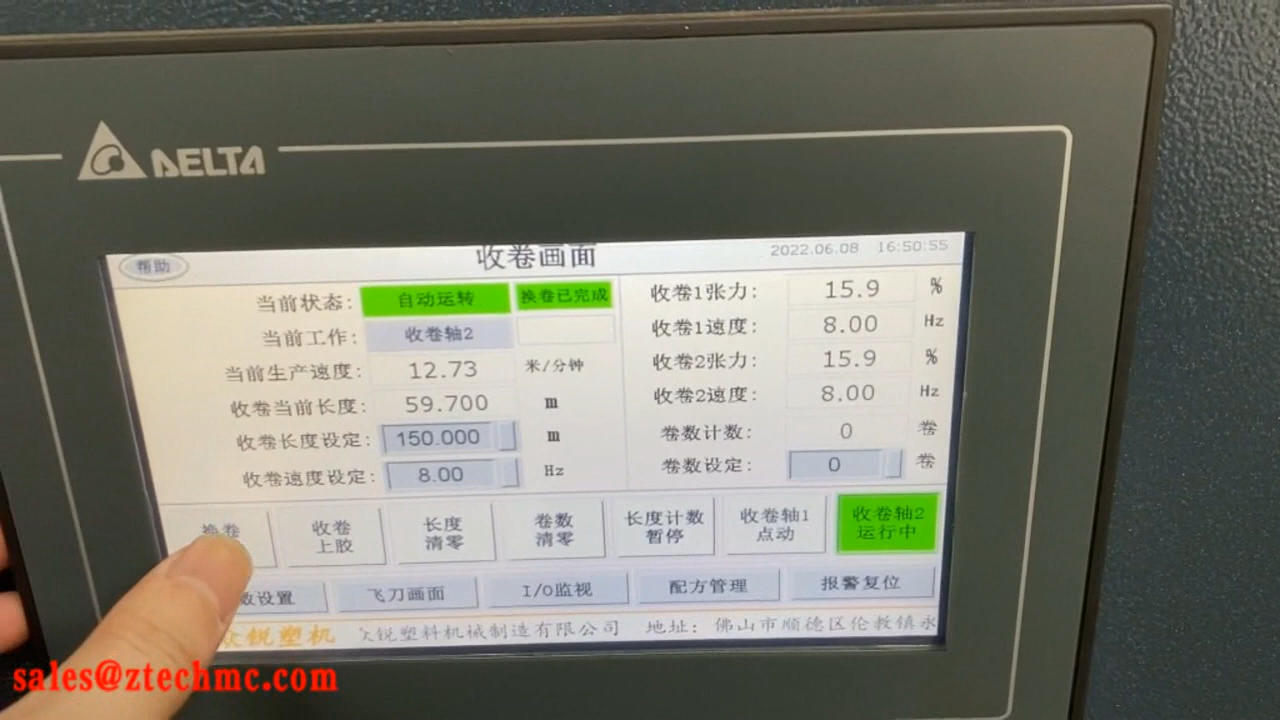 DELTA
帮助
收卷画面
2022.06.08 16:50:55
当前状态: 自动运转 换卷已完成
当前工作: 收卷轴2
当前生产速度: 12.73 米/分钟
收卷当前长度: 59.700 m
收卷长度设定: 150.000 m
收卷速度设定: 8.00 Hz
收卷1张力: 15.9 %
收卷1速度: 8.00 Hz
收卷2张力: 15.9 %
收卷2速度: 8.00 Hz
卷数计数: 0 卷
卷数设定: 0 卷
换卷
收卷
上胶
长度
清零
卷数
清零
长度计数
暂停
收卷轴1
点动
收卷轴2
运行中
数设置
飞刀画面
I/O监视
配方管理
报警复位
众锐塑机
锐塑料机械制造有限公司 地址: 佛山市顺德区伦教镇永
sales@ztechmc.com